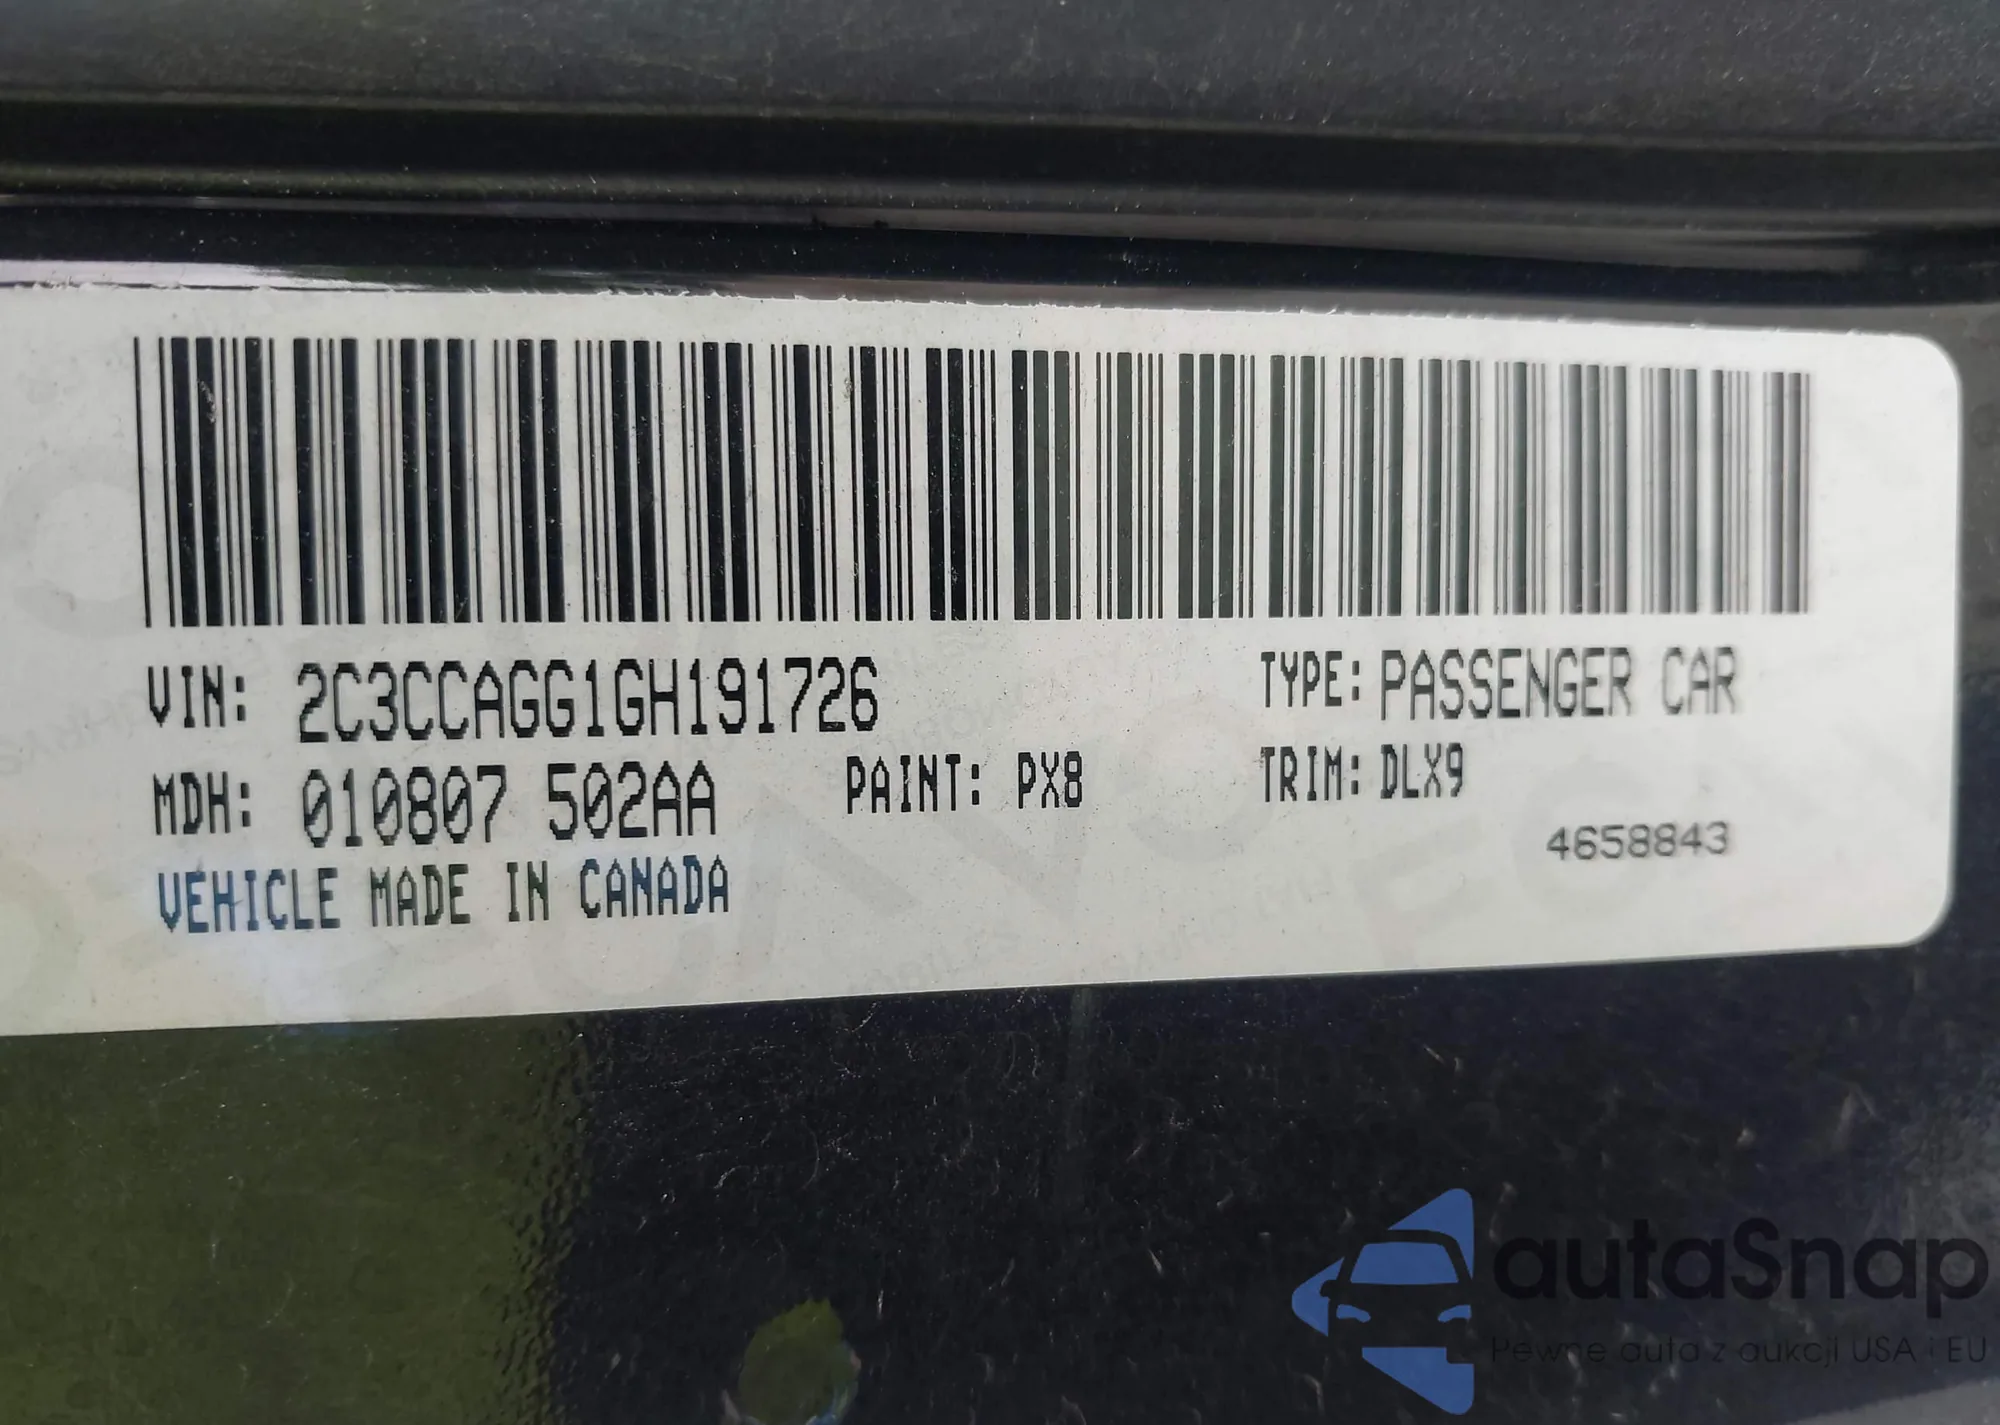 VIN: 2C3CCAGG1GH191726 TYPE: PASSENGER CAR
MDH: 010807 502AA PAINT: PX8 TRIM: DLX9
4658843
VEHICLE MADE IN CANADA
autaSnap
Pewne auta z aukcji USA i EU